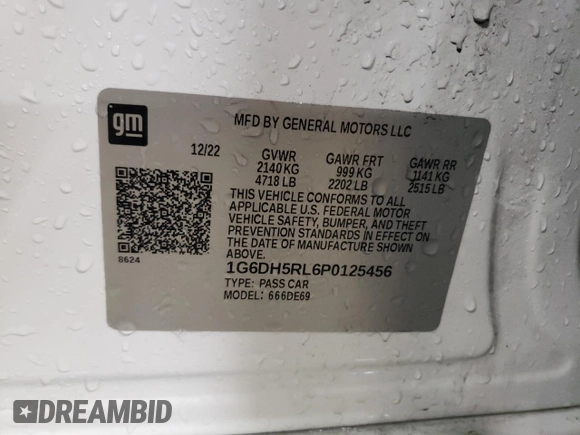 gm
MFD BY GENERAL MOTORS LLC
12/22 GVWR GAWR FRT GAWR RR
2140 KG 999 KG 1141 KG
4718 LB 2202 LB 2515 LB
THIS VEHICLE CONFORMS TO ALL
APPLICABLE U.S. FEDERAL MOTOR
VEHICLE SAFETY, BUMPER, AND THEFT
PREVENTION STANDARDS IN EFFECT ON
THE DATE OF MANUFACTURE SHOWN
ABOVE.
8624
1G6DH5RL6P0125456
TYPE: PASS CAR
MODEL: 666DE69
DREAMBID